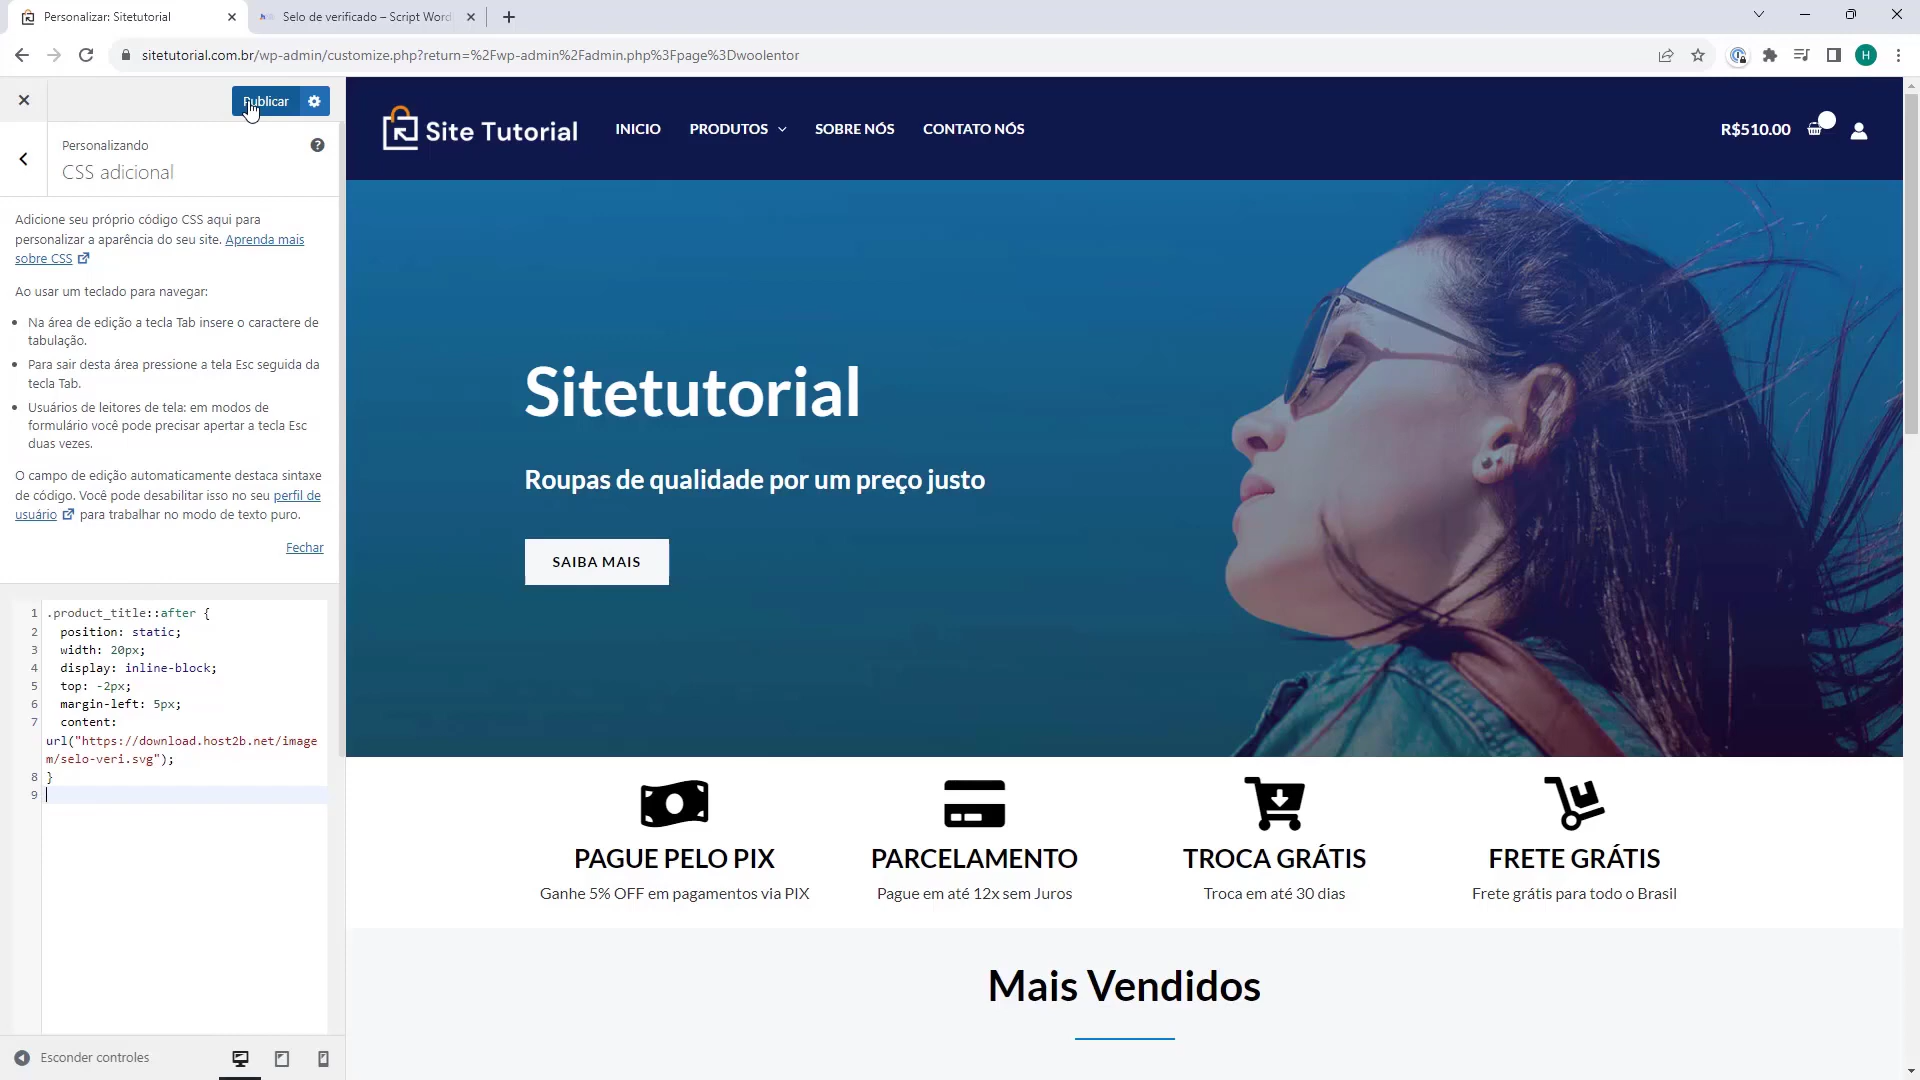 Personalizar: Sitetutorial
Selo de verificado – Script Word
sitetutorial.com.br/wp-admin/customize.php?return=%2Fwp-admin%2Fadmin.php%3Fpage%3Dwoolentor
H
Publicar
Personalizando
CSS adicional
Adicione seu próprio código CSS aqui para
personalizar a aparência do seu site. Aprenda mais
sobre CSS
Ao usar um teclado para navegar:
Na área de edição a tecla Tab insere o caractere de
tabulação.
Para sair desta área pressione a tela Esc seguida da
tecla Tab.
Usuários de leitores de tela: em modos de
formulário você pode precisar apertar a tecla Esc
duas vezes.
O campo de edição automaticamente destaca sintaxe
de código. Você pode desabilitar isso no seu perfil de
usuário para trabalhar no modo de texto puro.
Fechar
1 .product_title::after {
2 position: static;
3 width: 20px;
4 display: inline-block;
5 top: -2px;
6 margin-left: 5px;
7 content:
url("https://download.host2b.net/image
m/selo-veri.svg");
8 }
9
Esconder controles
Site Tutorial
INICIO PRODUTOS SOBRE NÓS CONTATO NÓS
R$510.00
Sitetutorial
Roupas de qualidade por um preço justo
SAIBA MAIS
PAGUE PELO PIX
Ganhe 5% OFF em pagamentos via PIX
PARCELAMENTO
Pague em até 12x sem Juros
TROCA GRÁTIS
Troca em até 30 dias
FRETE GRÁTIS
Frete grátis para todo o Brasil
Mais Vendidos